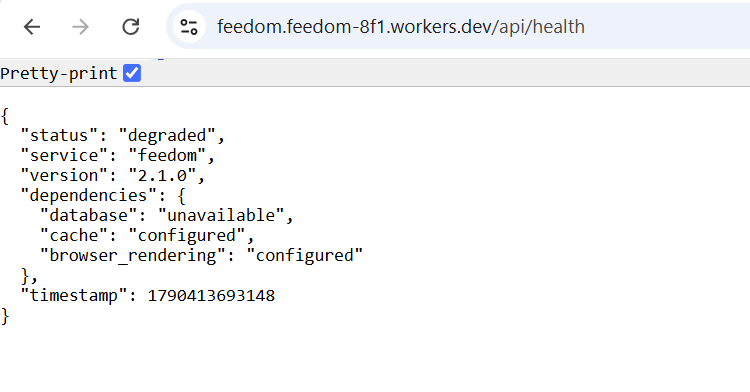 feedom.feedom-8f1.workers.dev/api/health
Pretty-print
{
  "status": "degraded",
  "service": "feedom",
  "version": "2.1.0",
  "dependencies": {
    "database": "unavailable",
    "cache": "configured",
    "browser_rendering": "configured"
  },
  "timestamp": 1790413693148
}